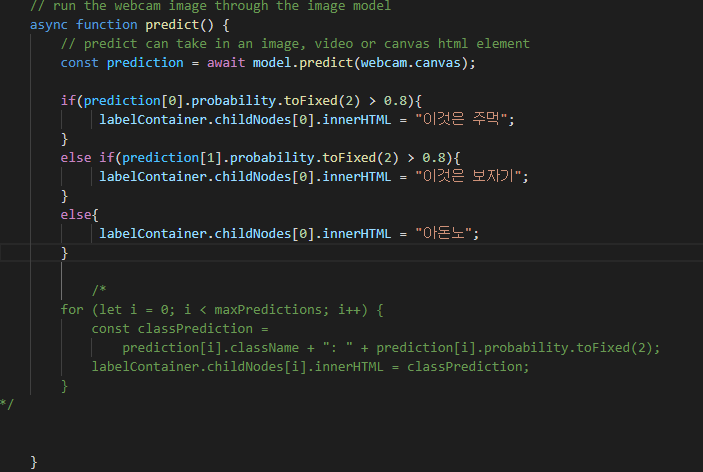 // run the webcam image through the image model
async function predict() {
// predict can take in an image, video or canvas html element
const prediction = await model.predict(webcam.canvas);
if(prediction[0].probability.toFixed(2) > 0.8){
labelContainer.childNodes[0].innerHTML = "이것은 주먹";
}
else if(prediction[1].probability.toFixed(2) > 0.8){
labelContainer.childNodes[0].innerHTML = "이것은 보자기";
}
else{
labelContainer.childNodes[0].innerHTML = "아돈노";
}
/*
for (let i = 0; i < maxPredictions; i++) {
const classPrediction =
prediction[i].className + ": " + prediction[i].probability.toFixed(2);
labelContainer.childNodes[i].innerHTML = classPrediction;
}
*/
}